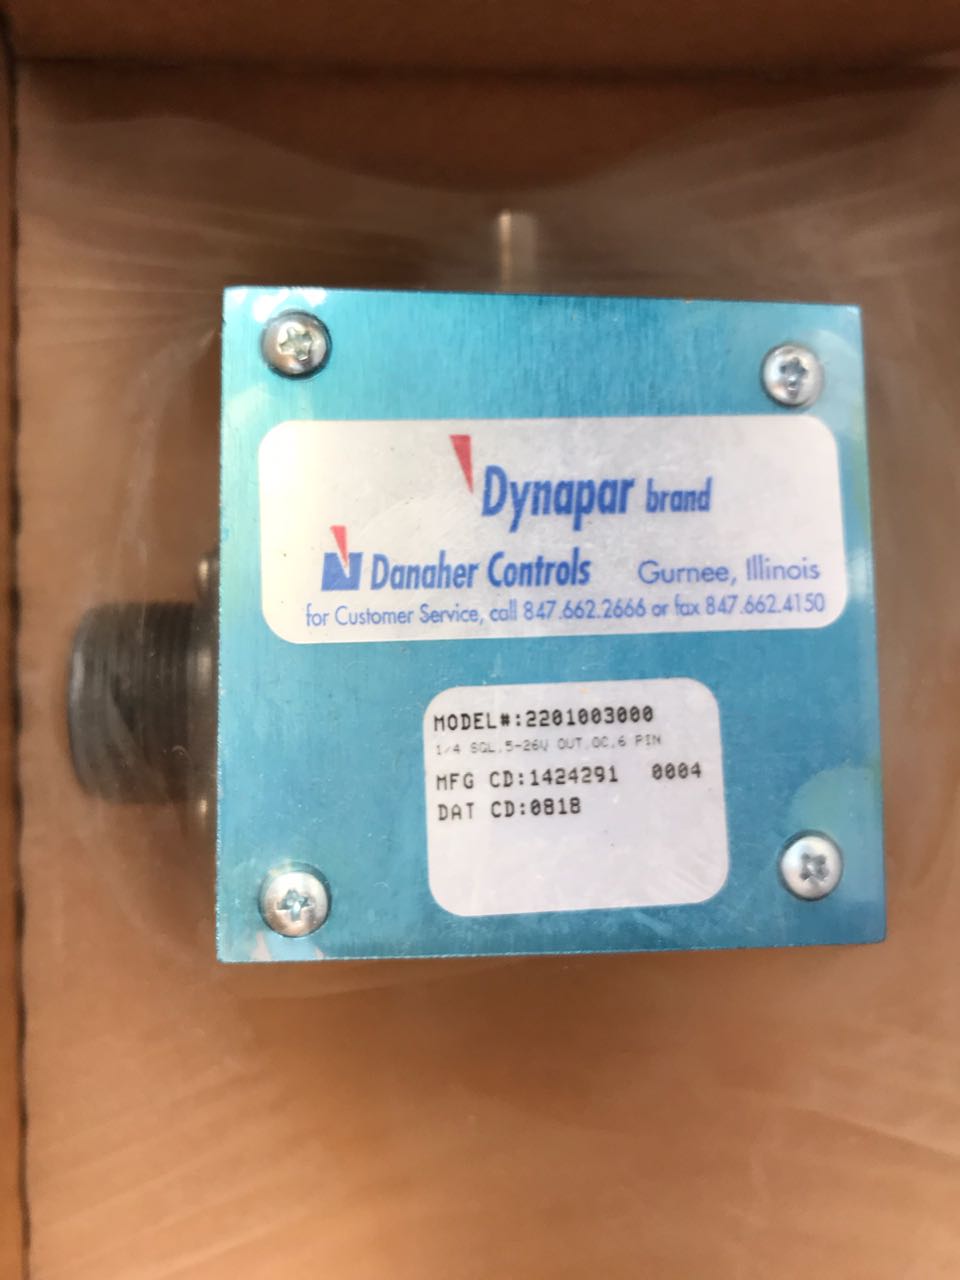 Dynapar brand
Danaher Controls Gurnee, Illinois
for Customer Service, call 847.662.2666 or fax 847.662.4150
MODEL#:2201003000
1/4 SQL,5-26V OUT,OC,6 PIN
MFG CD:1424291 0004
DAT CD:0818